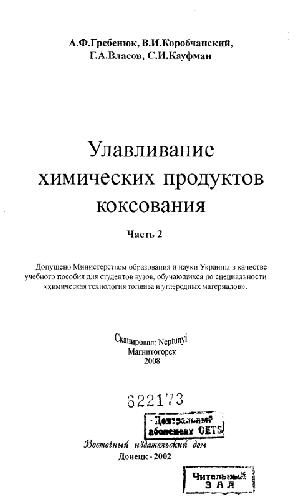 А.Ф.Гребенюк, В.И.Коробчанский,
Г.А.Власов, С.И.Кауфман
Улавливание
химических продуктов
коксования
Часть 2
Допущено Министерством образования и науки Украины в качестве
учебного пособия для студентов вузов, обучающихся по специальности
«химическая технология топлива и углеродных материалов».
Сканировал: Neptunyi
Магнитогорск
2008
622173
Центральный
абонемент
Восточный издательский дом
Донецк - 2002
Читательный
ЗАЛ